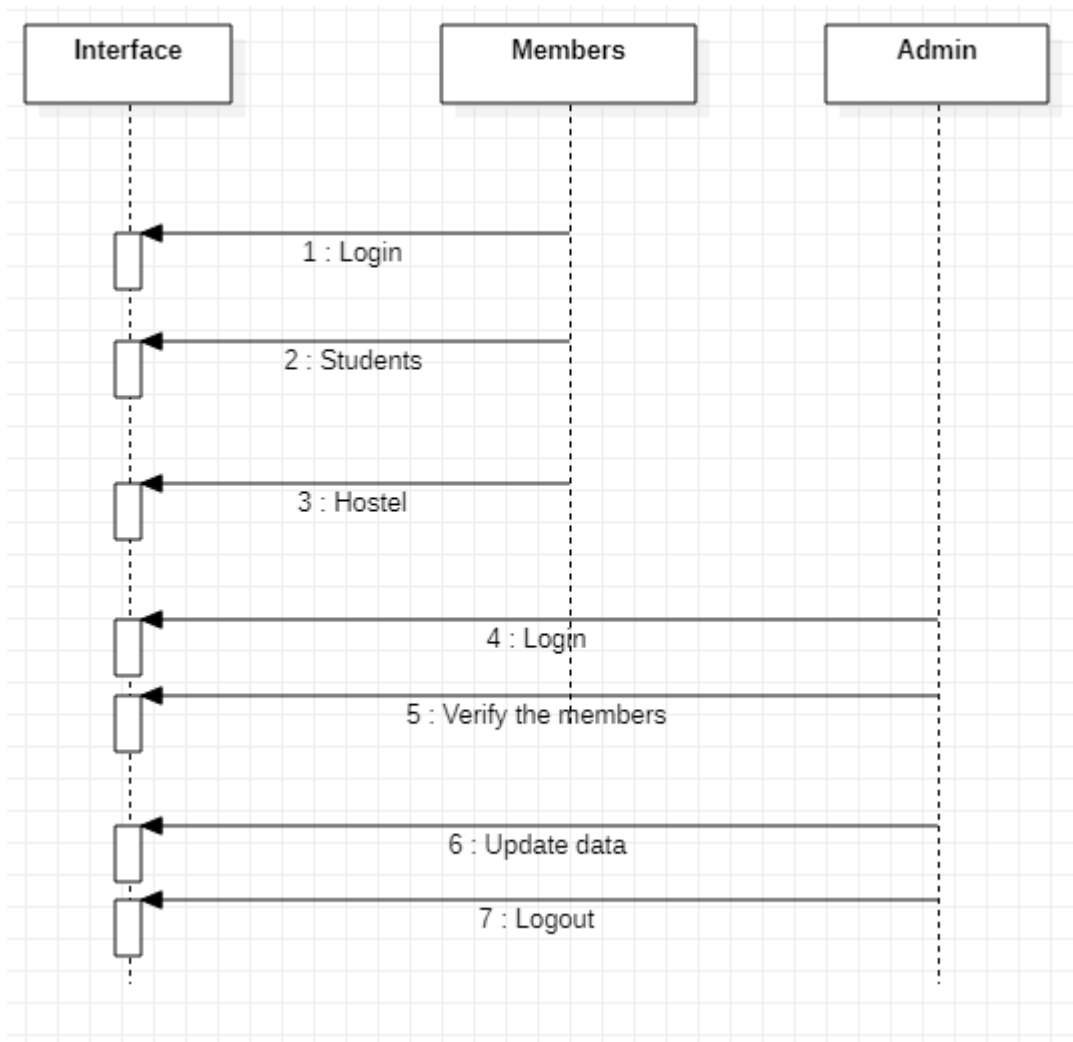 Interface
Members
Admin
1 : Login
2 : Students
3 : Hostel
4 : Login
5 : Verify the members
6 : Update data
7 : Logout